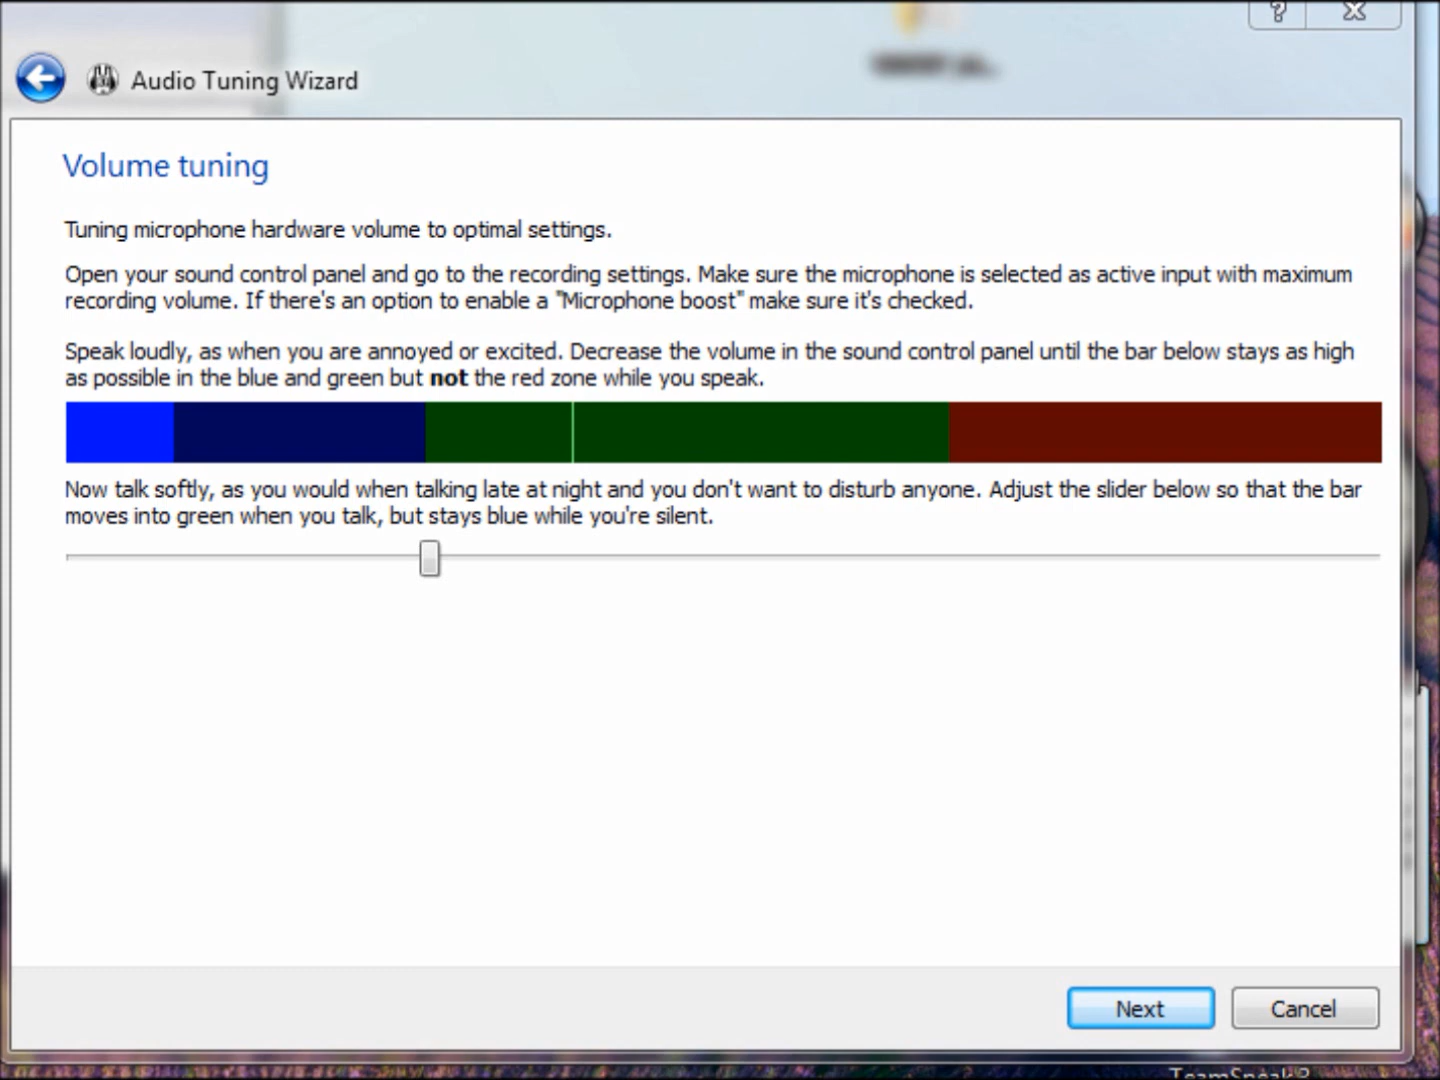 Audio Tuning Wizard
Volume tuning
Tuning microphone hardware volume to optimal settings.
Open your sound control panel and go to the recording settings. Make sure the microphone is selected as active input with maximum
recording volume. If there's an option to enable a "Microphone boost" make sure it's checked.
Speak loudly, as when you are annoyed or excited. Decrease the volume in the sound control panel until the bar below stays as high
as possible in the blue and green but not the red zone while you speak.
Now talk softly, as you would when talking late at night and you don't want to disturb anyone. Adjust the slider below so that the bar
moves into green when you talk, but stays blue while you're silent.
Next
Cancel
TeamSpeak 3